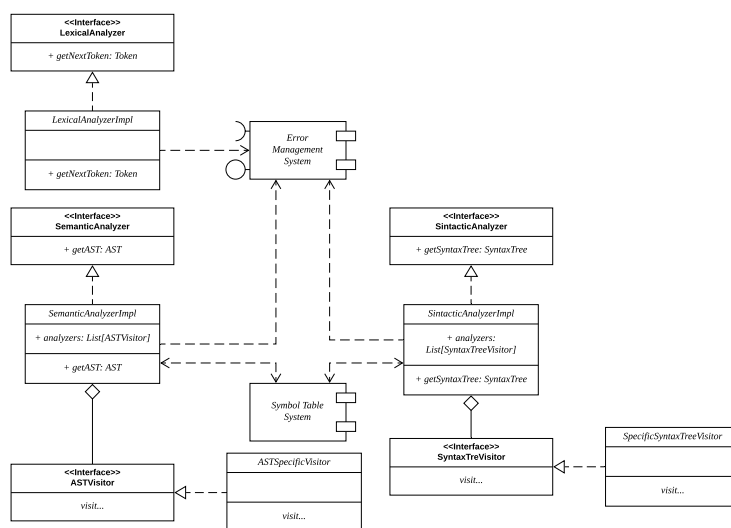 <<Interface>>
LexicalAnalyzer
+ getNextToken: Token
LexicalAnalyzerImpl
+ getNextToken: Token
Error
Management
System
<<Interface>>
SemanticAnalyzer
+ getAST: AST
<<Interface>>
SintacticAnalyzer
+ getSyntaxTree: SyntaxTree
SemanticAnalyzerImpl
+ analyzers: List[ASTVisitor]
+ getAST: AST
SintacticAnalyzerImpl
+ analyzers:
List[SyntaxTreeVisitor]
+ getSyntaxTree: SyntaxTree
Symbol Table
System
<<Interface>>
ASTVisitor
visit...
ASTSpecificVisitor
visit...
<<Interface>>
SyntaxTreVisitor
visit...
SpecificSyntaxTreeVisitor
visit...